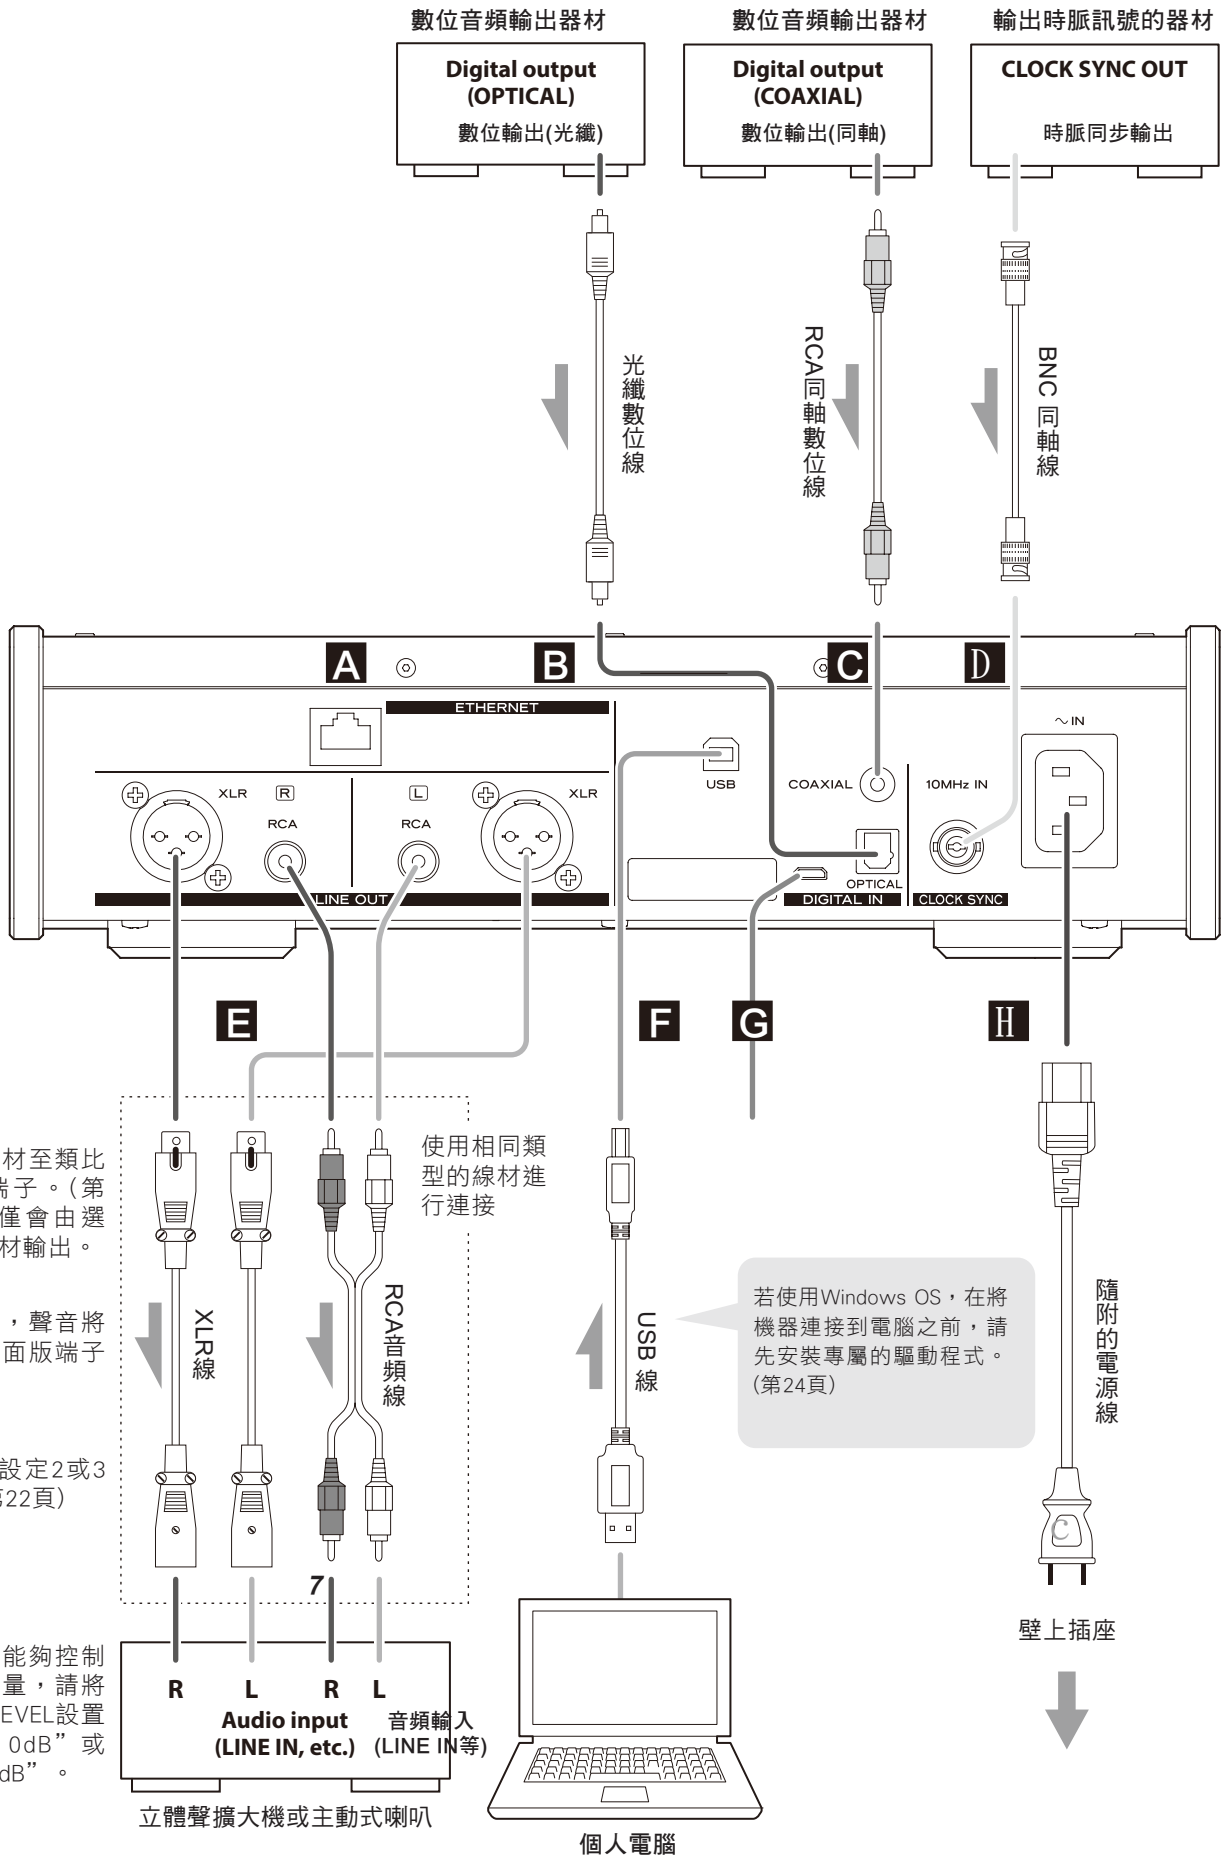 數位音頻輸出器材
數位音頻輸出器材
輸出時脈訊號的器材
Digital output
(OPTICAL)
數位輸出(光纖)
Digital output
(COAXIAL)
數位輸出(同軸)
CLOCK SYNC OUT
時脈同步輸出
光纖數位線
RCA同軸數位線
BNC 同軸線
A
B
C
D
ETHERNET
XLR
R
RCA
L
RCA
XLR
LINE OUT
USB
COAXIAL
OPTICAL
DIGITAL IN
10MHz IN
CLOCK SYNC
~ IN
E
F
G
H
材至類比
端子。(第
僅會由選
材輸出。
，聲音將
面版端子
設定2或3
第22頁)
能夠控制
量，請將
EVEL設置
0dB”或
dB”。
使用相同類
型的線材進
行連接
XLR線
RCA音頻線
USB 線
若使用Windows OS，在將
機器連接到電腦之前，請
先安裝專屬的驅動程式。
(第24頁)
隨附的電源線
C
7
壁上插座
R
L
R
L
Audio input
(LINE IN, etc.)
音頻輸入
(LINE IN等)
立體聲擴大機或主動式喇叭
個人電腦